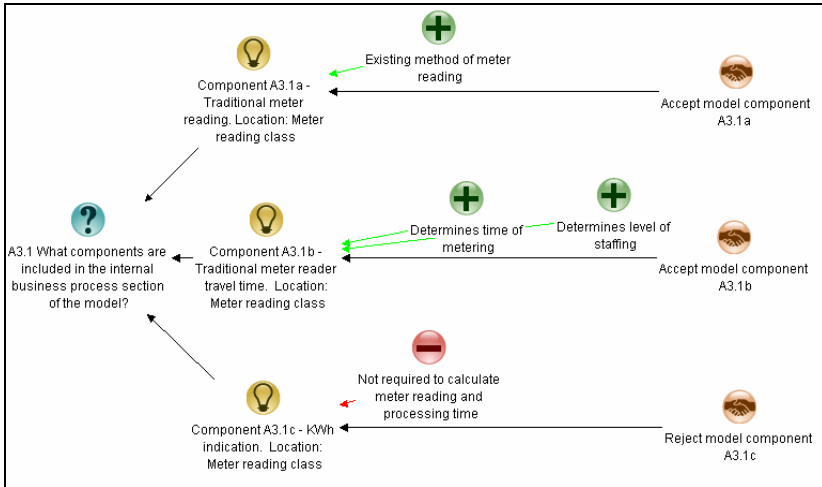 Existing method of meter
reading
Component A3.1a -
Traditional meter
reading. Location: Meter
reading class
Accept model component
A3.1a
A3.1 What components are
included in the internal
business process section
of the model?
Component A3.1b -
Traditional meter reader
travel time. Location:
Meter reading class
Determines time of
metering
Determines level of
staffing
Accept model component
A3.1b
Not required to calculate
meter reading and
processing time
Component A3.1c - KWh
indication. Location:
Meter reading class
Reject model component
A3.1c